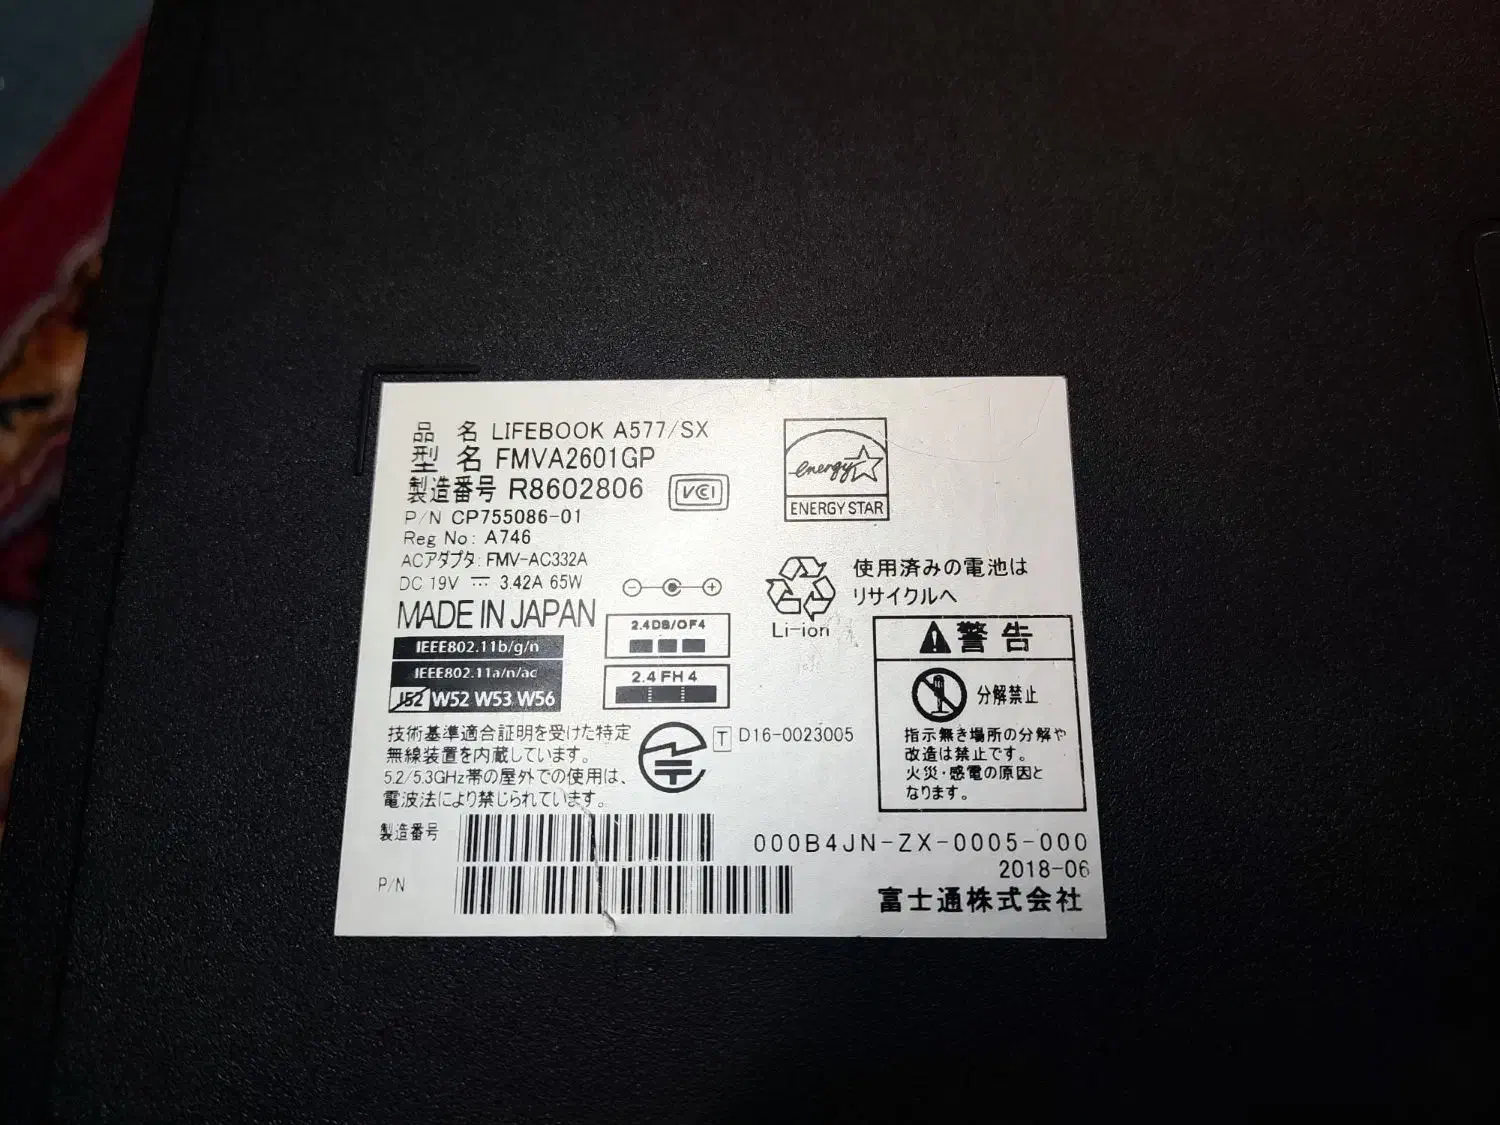 品 名 LIFEBOOK A577/SX
型 名 FMVA2601GP
製造番号 R8602806
VCCI
P/N CP755086-01
Reg No: A746
ACアダプタ: FMV-AC332A
DC 19V ⎓ 3.42A 65W
MADE IN JAPAN
IEEE802.11b/g/n
IEEE802.11a/n/ac
J52 W52 W53 W56
2.4DS/OF4
2.4FH4
技術基準適合証明を受けた特定
無線装置を内蔵しています。
5.2/5.3GHz帯の屋外での使用は、
電波法により禁じられています。
T D16-0023005
energy
ENERGY STAR
使用済みの電池は
リサイクルへ
Li-ion
警告
分解禁止
指示無き場所の分解や
改造は禁止です。
火災・感電の原因と
なります。
製造番号
P/N
000B4JN-ZX-0005-000
2018-06
富士通株式会社